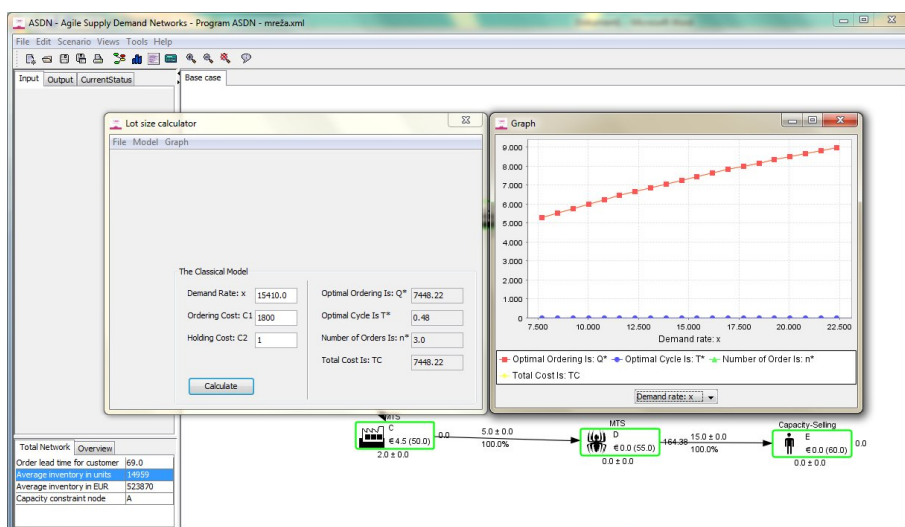 ASDN - Agile Supply Demand Networks - Program ASDN - mreža.xml
File Edit Scenario Views Tools Help
Input Output CurrentStatus
Base case
Lot size calculator
File Model Graph
The Classical Model
Demand Rate: x 15410.0
Optimal Ordering Is: Q* 7448.22
Ordering Cost: C1 1800
Optimal Cycle Is T* 0.48
Holding Cost: C2 1
Number of Orders Is: n* 3.0
Total Cost Is: TC 7448.22
Calculate
Graph
9.000
8.000
7.000
6.000
5.000
4.000
3.000
2.000
1.000
0
7.500 10.000 12.500 15.000 17.500 20.000 22.500
Demand rate: x
Optimal Ordering Is: Q* Optimal Cycle Is: T* Number of Order Is: n*
Total Cost Is: TC
Demand rate: x
MTS
C
€ 4.5 (50.0)
2.0 ± 0.0
0.0
5.0 ± 0.0
100.0%
MTS
D
€ 0.0 (55.0)
0.0 ± 0.0
164.38
15.0 ± 0.0
100.0%
Capacity-Selling
E
€ 0.0 (60.0)
0.0 ± 0.0
0.0
Total Network Overview
Order lead time for customer 69.0
Average inventory in units 14959
Average inventory in EUR 523870
Capacity constraint node A